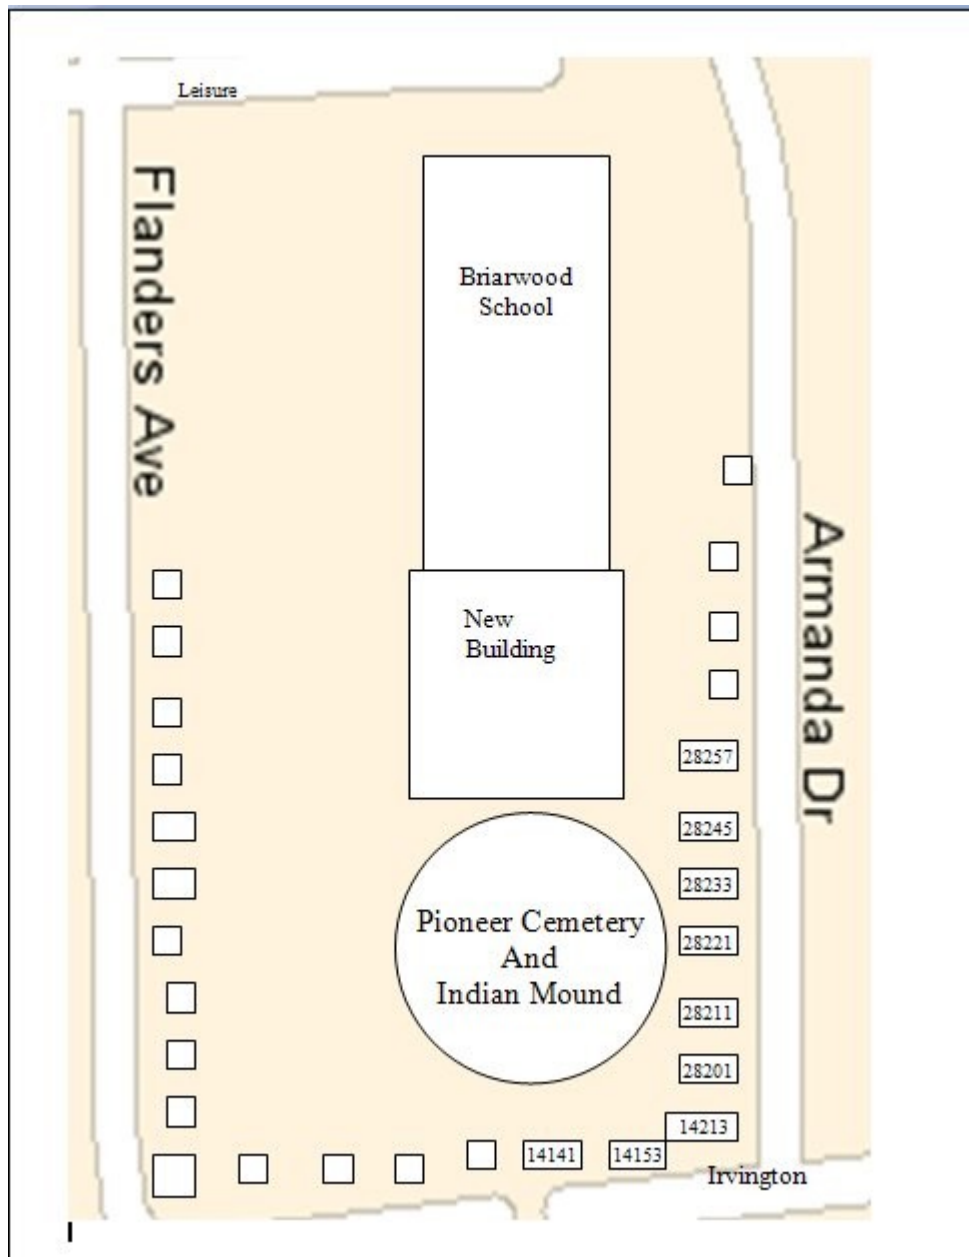 Leisure
Flanders Ave
Briarwood
School
Armanda Dr
New
Building
28257
28245
28233
Pioneer Cemetery
And
Indian Mound
28221
28211
28201
14213
14141
14153
Irvington